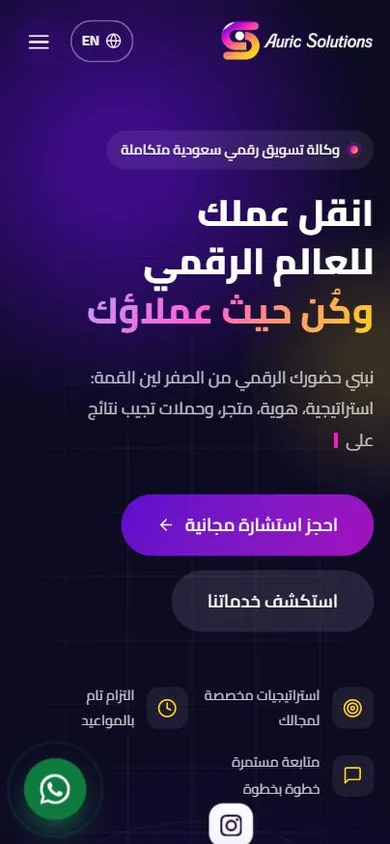 Auric Solutions
EN
وكالة تسويق رقمي سعودية متكاملة
انقل عملك
للعالم الرقمي
وكُن حيث عملاؤك
نبني حضورك الرقمي من الصفر لين القمة:
استراتيجية، هوية، متجر، وحملات تجيب نتائج
على
احجز استشارة مجانية
استكشف خدماتنا
استراتيجيات مخصصة
لمجالك
التزام تام
بالمواعيد
متابعة مستمرة
خطوة بخطوة